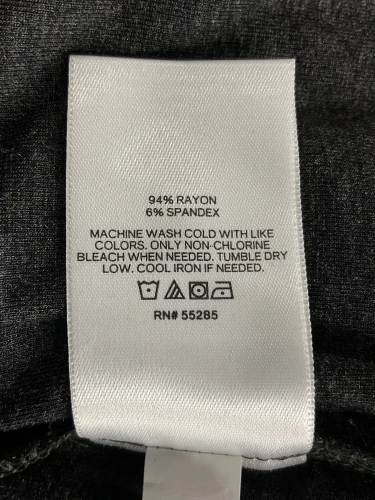 94% RAYON
6% SPANDEX
MACHINE WASH COLD WITH LIKE
COLORS. ONLY NON-CHLORINE
BLEACH WHEN NEEDED. TUMBLE DRY
LOW. COOL IRON IF NEEDED.
RN# 55285